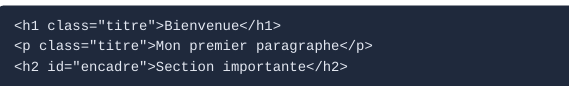 <h1 class="titre">Bienvenue</h1>
<p class="titre">Mon premier paragraphe</p>
<h2 id="encadre">Section importante</h2>